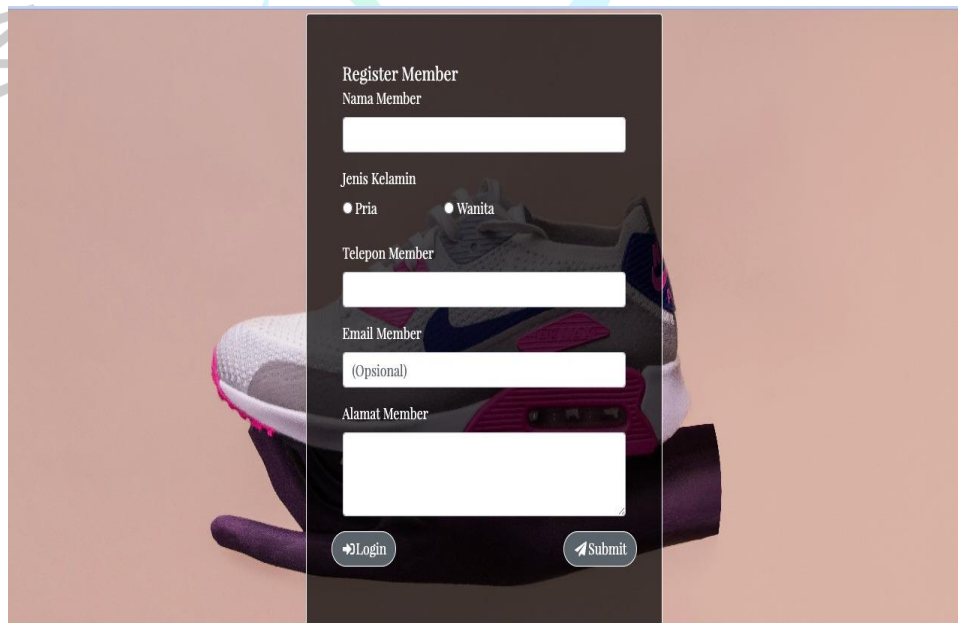 Register Member
Nama Member
Jenis Kelamin
Pria Wanita
Telepon Member
Email Member
(Opsional)
Alamat Member
Login Submit